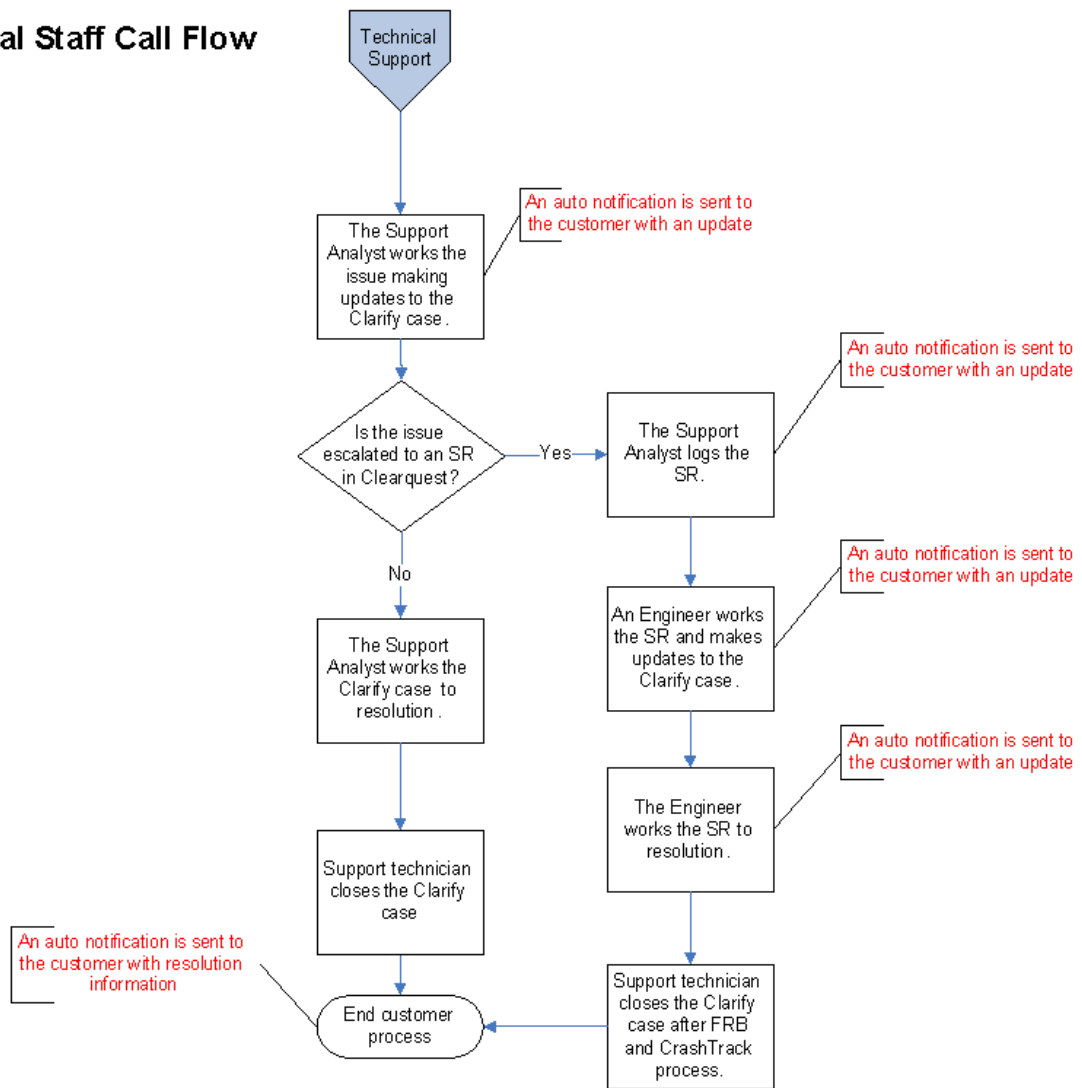 al Staff Call Flow
Technical
Support
An auto notification is sent to
the customer with an update
The Support
Analyst works the
issue making
updates to the
Clarify case .
An auto notification is sent to
the customer with an update
Is the issue
escalated to an SR
in Clearquest?
Yes
The Support
Analyst logs the
SR.
No
An auto notification is sent to
the customer with an update
An Engineer works
the SR and makes
updates to the
Clarify case .
The Support
Analyst works the
Clarify case to
resolution .
An auto notification is sent to
the customer with an update
The Engineer
works the SR to
resolution .
Support technician
closes the Clarify
case
An auto notification is sent to
the customer with resolution
information
End customer
process
Support technician
closes the Clarify
case after FRB
and CrashTrack
process.